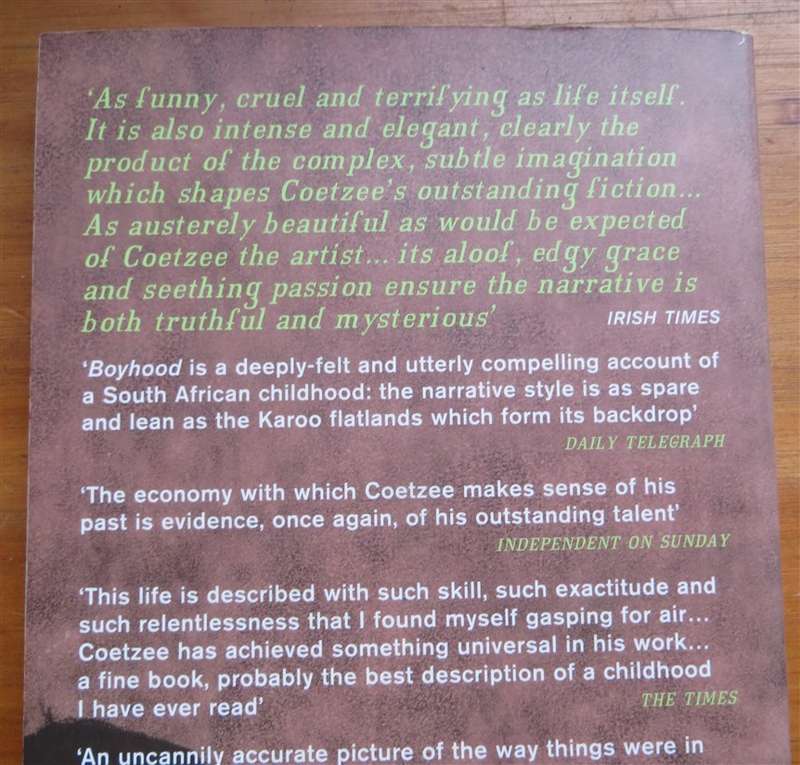 ‘As funny, cruel and terrifying as life itself.
It is also intense and elegant, clearly the
product of the complex, subtle imagination
which shapes Coetzee’s outstanding fiction...
As austerely beautiful as would be expected
of Coetzee the artist... its aloof, edgy grace
and seething passion ensure the narrative is
both truthful and mysterious’ IRISH TIMES
‘Boyhood is a deeply-felt and utterly compelling account of
a South African childhood: the narrative style is as spare
and lean as the Karoo flatlands which form its backdrop’
DAILY TELEGRAPH
‘The economy with which Coetzee makes sense of his
past is evidence, once again, of his outstanding talent’
INDEPENDENT ON SUNDAY
‘This life is described with such skill, such exactitude and
such relentlessness that I found myself gasping for air...
Coetzee has achieved something universal in his work...
a fine book, probably the best description of a childhood
I have ever read’ THE TIMES
‘An uncannily accurate picture of the way things were in